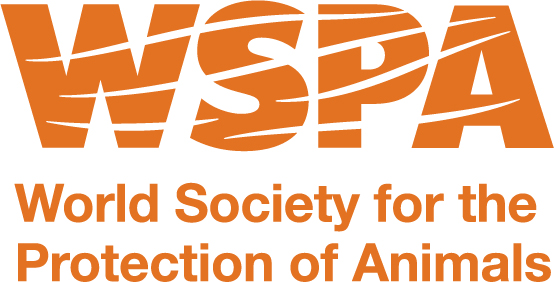 WSPA
World Society for the
Protection of Animals